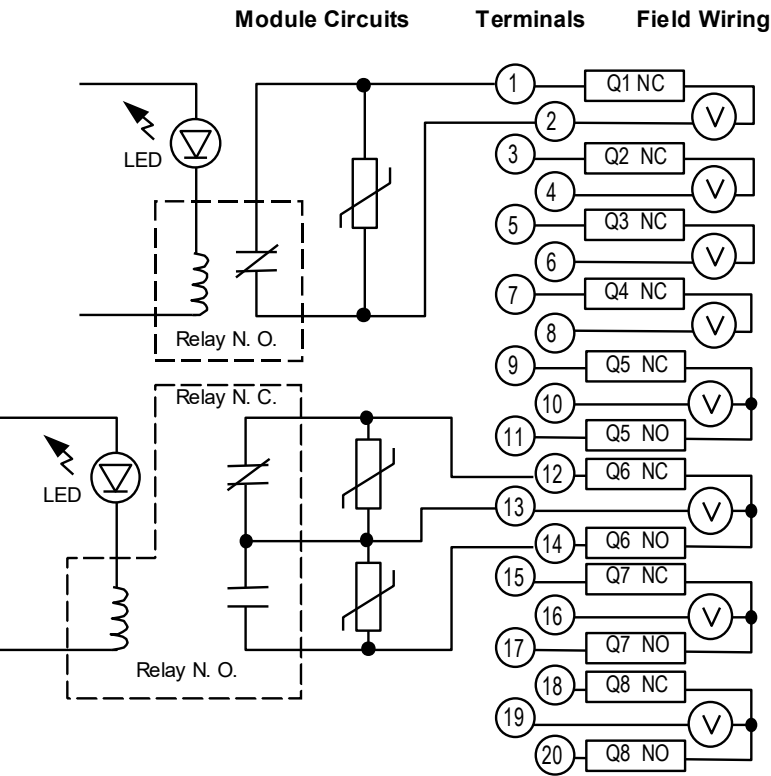 Module Circuits Terminals Field Wiring
1 Q1 NC
2 V
LED
3 Q2 NC
4 V
5 Q3 NC
6 V
7 Q4 NC
8 V
Relay N. O.
9 Q5 NC
Relay N. C.
10 V
11 Q5 NO
12 Q6 NC
LED
13 V
14 Q6 NO
15 Q7 NC
16 V
17 Q7 NO
Relay N. O.
18 Q8 NC
19 V
20 Q8 NO